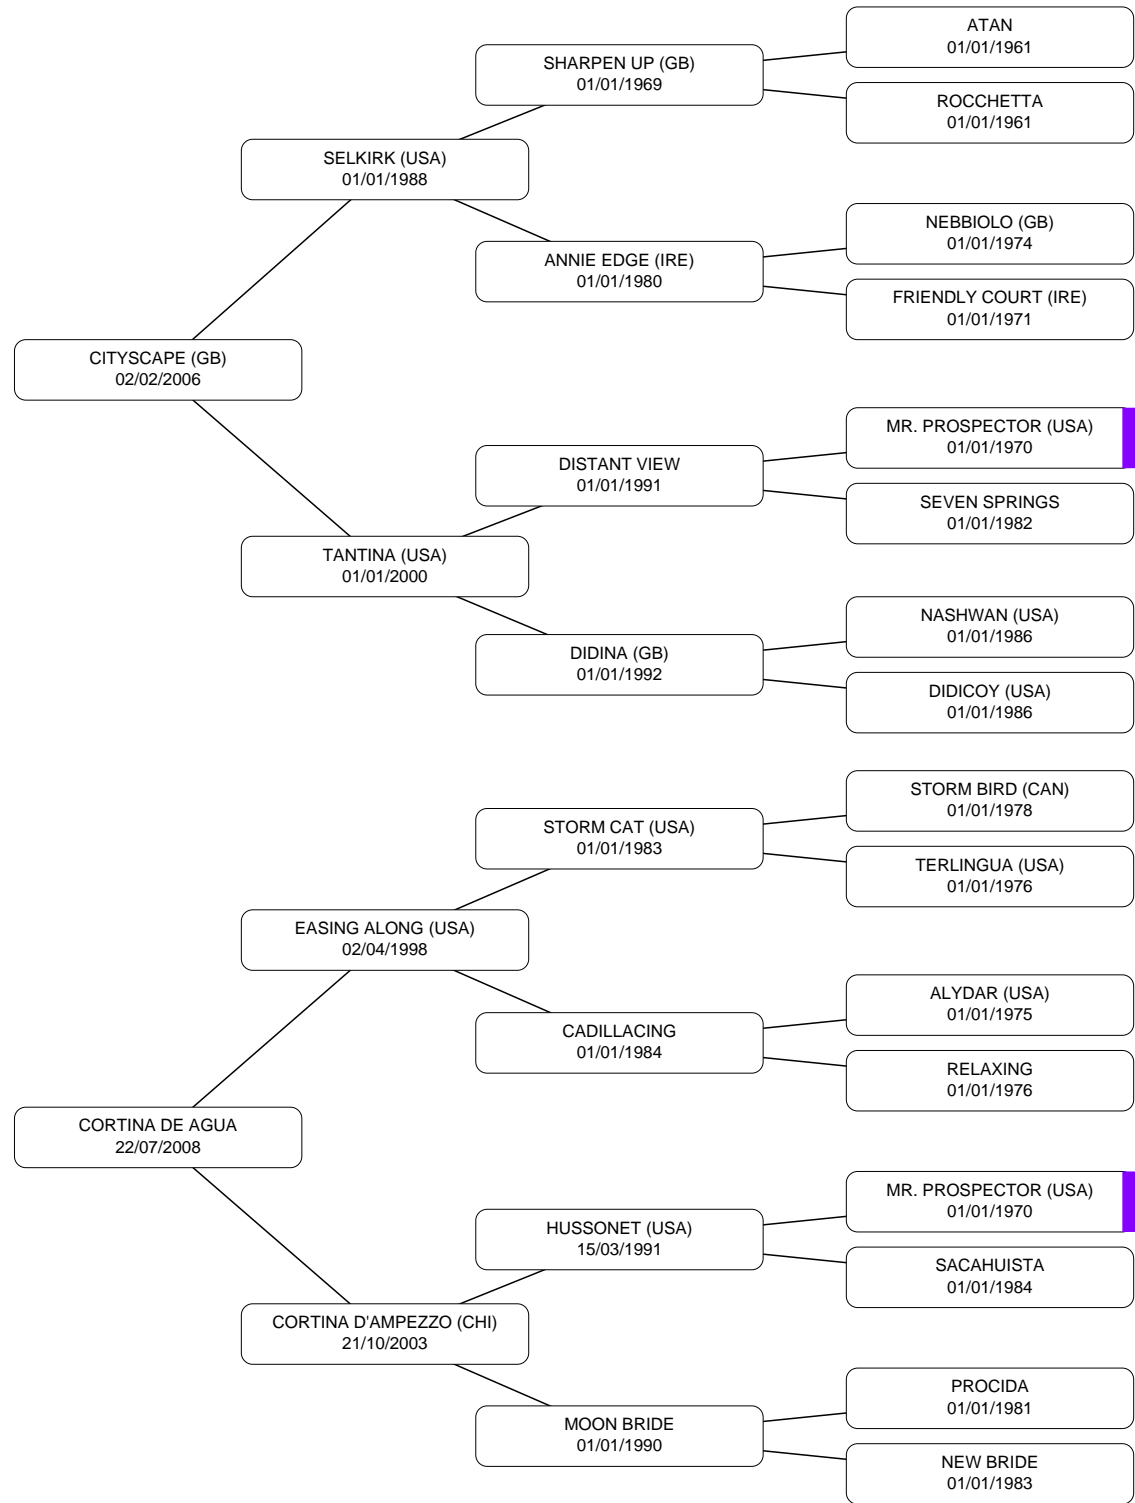 ATAN
01/01/1961
SHARPEN UP (GB)
01/01/1969
ROCCHETTA
01/01/1961
SELKIRK (USA)
01/01/1988
NEBBIOLO (GB)
01/01/1974
ANNIE EDGE (IRE)
01/01/1980
FRIENDLY COURT (IRE)
01/01/1971
CITYSCAPE (GB)
02/02/2006
MR. PROSPECTOR (USA)
01/01/1970
DISTANT VIEW
01/01/1991
SEVEN SPRINGS
01/01/1982
TANTINA (USA)
01/01/2000
NASHWAN (USA)
01/01/1986
DIDINA (GB)
01/01/1992
DIDICOY (USA)
01/01/1986
STORM BIRD (CAN)
01/01/1978
STORM CAT (USA)
01/01/1983
TERLINGUA (USA)
01/01/1976
EASING ALONG (USA)
02/04/1998
ALYDAR (USA)
01/01/1975
CADILLACING
01/01/1984
RELAXING
01/01/1976
CORTINA DE AGUA
22/07/2008
MR. PROSPECTOR (USA)
01/01/1970
HUSSONET (USA)
15/03/1991
SACAHUISTA
01/01/1984
CORTINA D'AMPEZZO (CHI)
21/10/2003
PROCIDA
01/01/1981
MOON BRIDE
01/01/1990
NEW BRIDE
01/01/1983